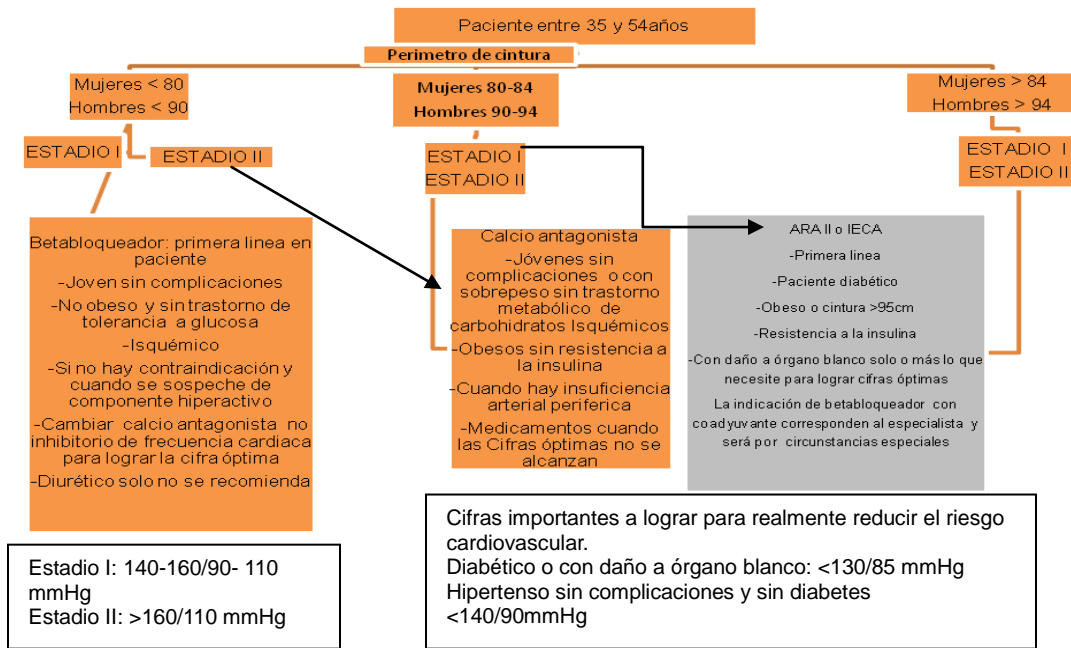 Paciente entre 35 y 54años
Perimetro de cintura
Mujeres < 80
Hombres < 90
Mujeres 80-84
Hombres 90-94
Mujeres > 84
Hombres > 94
ESTADIO I
ESTADIO II
ESTADIO I
ESTADIO II
ESTADIO I
ESTADIO II
Betabloqueador: primera linea en
paciente
-Joven sin complicaciones
-No obeso y sin trastorno de
tolerancia a glucosa
-Isquémico
-Si no hay contraindicación y
cuando se sospeche de
componente hiperactivo
-Cambiar calcio antagonista no
inhibitorio de frecuencia cardiaca
para lograr la cifra óptima
-Diurético solo no se recomienda
Calcio antagonista
-Jóvenes sin
complicaciones o con
sobrepeso sin trastorno
metabólico de
carbohidratos Isquémicos
-Obesos sin resistencia a
la insulina
-Cuando hay insuficiencia
arterial periferica
-Medicamentos cuando
las Cifras óptimas no se
alcanzan
ARA II o IECA
-Primera linea
-Paciente diabético
-Obeso o cintura >95cm
-Resistencia a la insulina
-Con daño a órgano blanco solo o más lo que
necesite para lograr cifras óptimas
La indicación de betabloqueador con
coadyuvante corresponden al especialista y
será por circunstancias especiales
Estadio I: 140-160/90- 110
mmHg
Estadio II: >160/110 mmHg
Cifras importantes a lograr para realmente reducir el riesgo
cardiovascular.
Diabético o con daño a órgano blanco: <130/85 mmHg
Hipertenso sin complicaciones y sin diabetes
<140/90mmHg